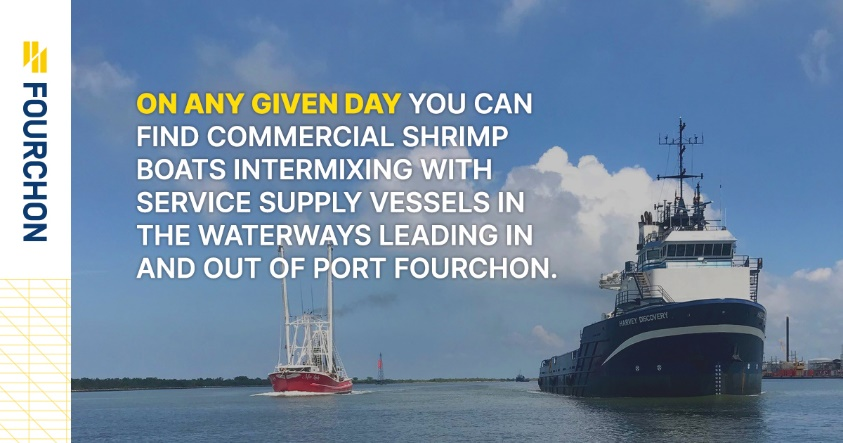 FOURCHON
ON ANY GIVEN DAY YOU CAN
FIND COMMERCIAL SHRIMP
BOATS INTERMIXING WITH
SERVICE SUPPLY VESSELS IN
THE WATERWAYS LEADING IN
AND OUT OF PORT FOURCHON.
HARVEY DISCOVERY